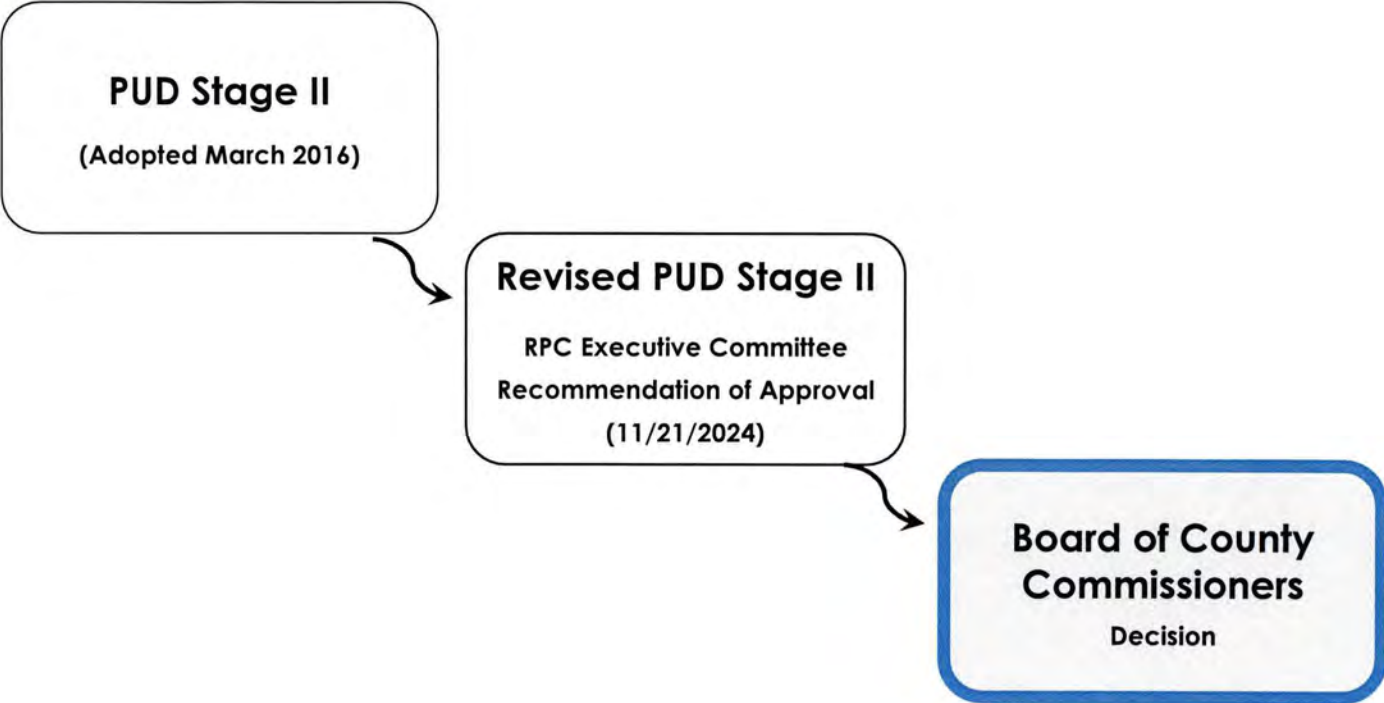 PUD Stage II
(Adopted March 2016)
Revised PUD Stage II
RPC Executive Committee
Recommendation of Approval
(11/21/2024)
Board of County
Commissioners
Decision